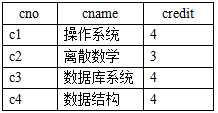 cno cname credit
c1 操作系统 4
c2 离散数学 3
c3 数据库系统 4
c4 数据结构 4